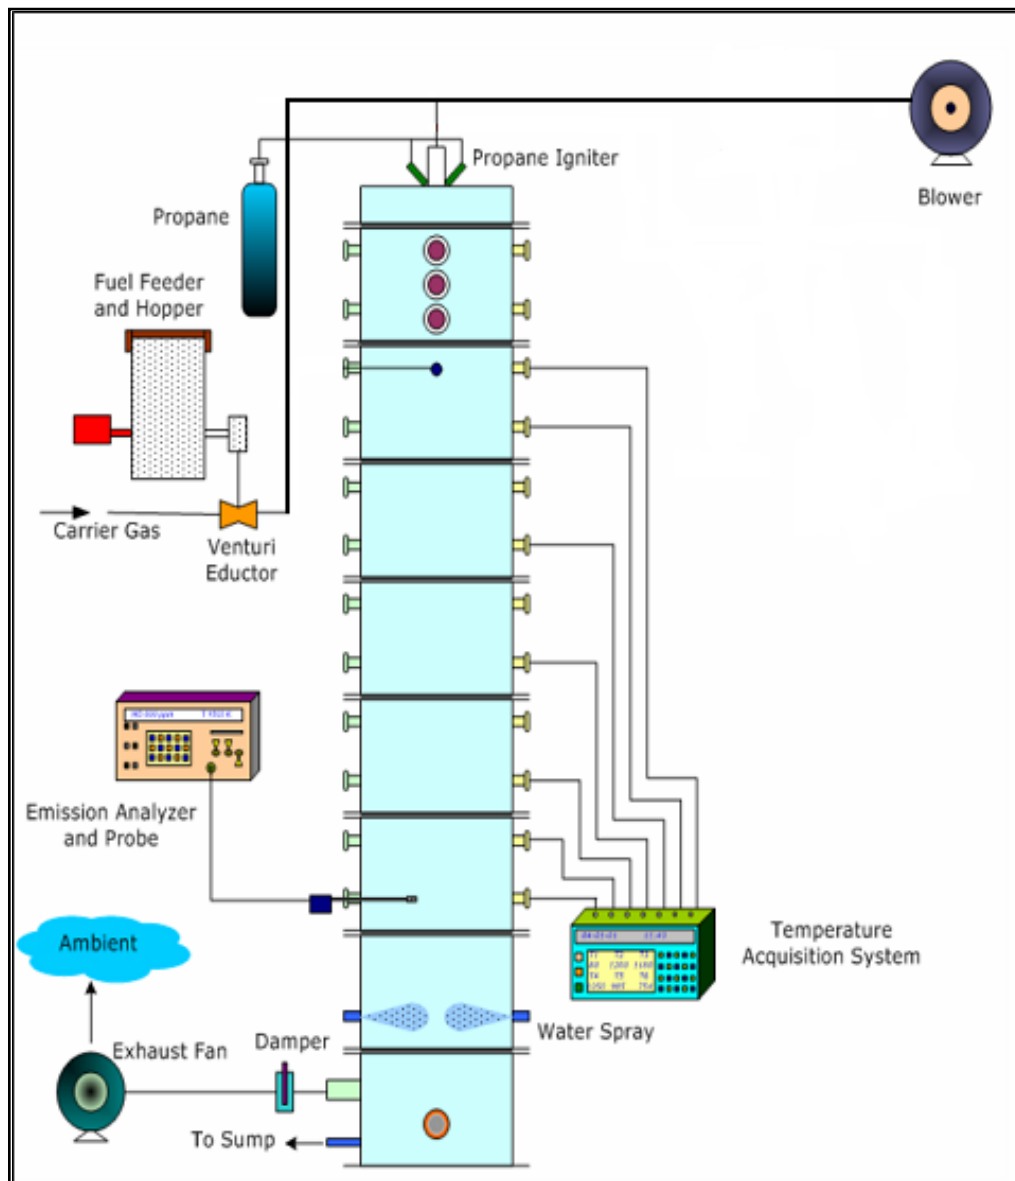 Propane Igniter
Blower
Propane
Fuel Feeder
and Hopper
Carrier Gas
Venturi
Eductor
Emission Analyzer
and Probe
Temperature
Acquisition System
Ambient
Exhaust Fan
Damper
Water Spray
To Sump